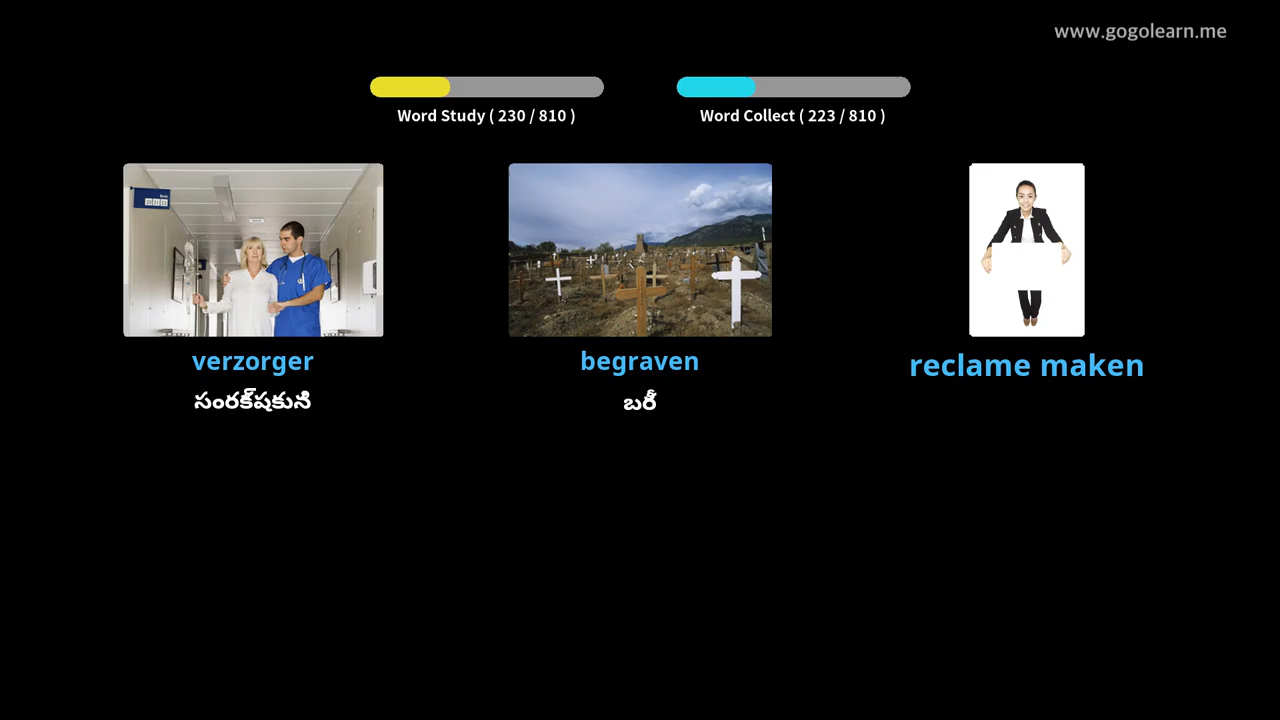 www.gogolearn.me
Word Study ( 230 / 810 )
Word Collect ( 223 / 810 )
verzorger
begraven
reclame maken
సంరక్షకుని
బరీ